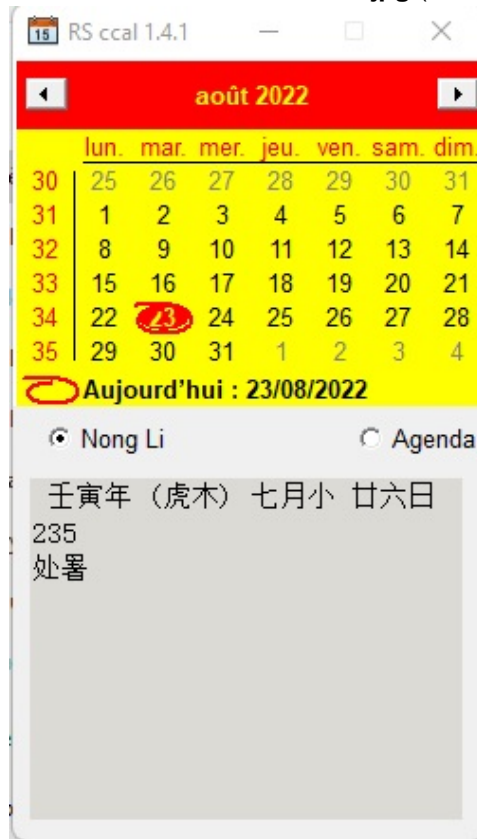 15 RS ccal 1.4.1
août 2022
lun. mar. mer. jeu. ven. sam. dim.
30 25 26 27 28 29 30 31
31 1 2 3 4 5 6 7
32 8 9 10 11 12 13 14
33 15 16 17 18 19 20 21
34 22 23 24 25 26 27 28
35 29 30 31 1 2 3 4
Aujourd'hui : 23/08/2022
Nong Li Agenda
壬寅年 (虎木) 七月小 廿六日
235
处暑